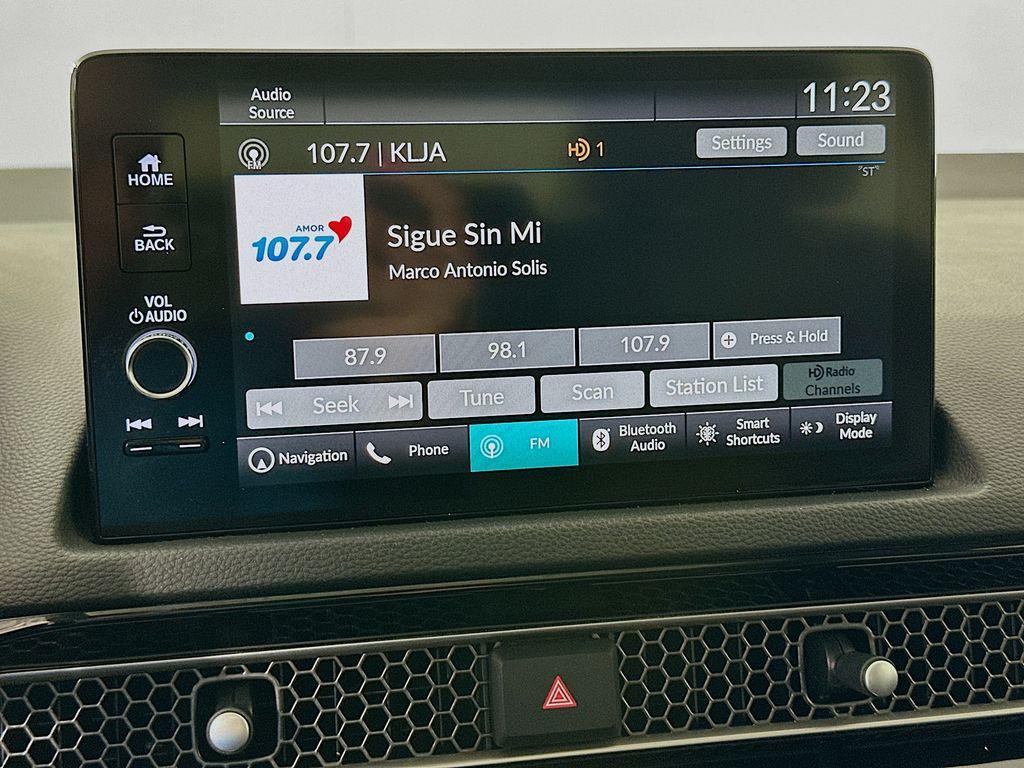 Audio
Source
11:23
FM
107.7 | KLJA
HD 1
Settings
Sound
"ST"
HOME
BACK
VOL
AUDIO
AMOR
107.7
Sigue Sin Mi
Marco Antonio Solis
87.9
98.1
107.9
Press & Hold
Seek
Tune
Scan
Station List
HD Radio
Channels
Navigation
Phone
FM
Bluetooth
Audio
Smart
Shortcuts
Display
Mode